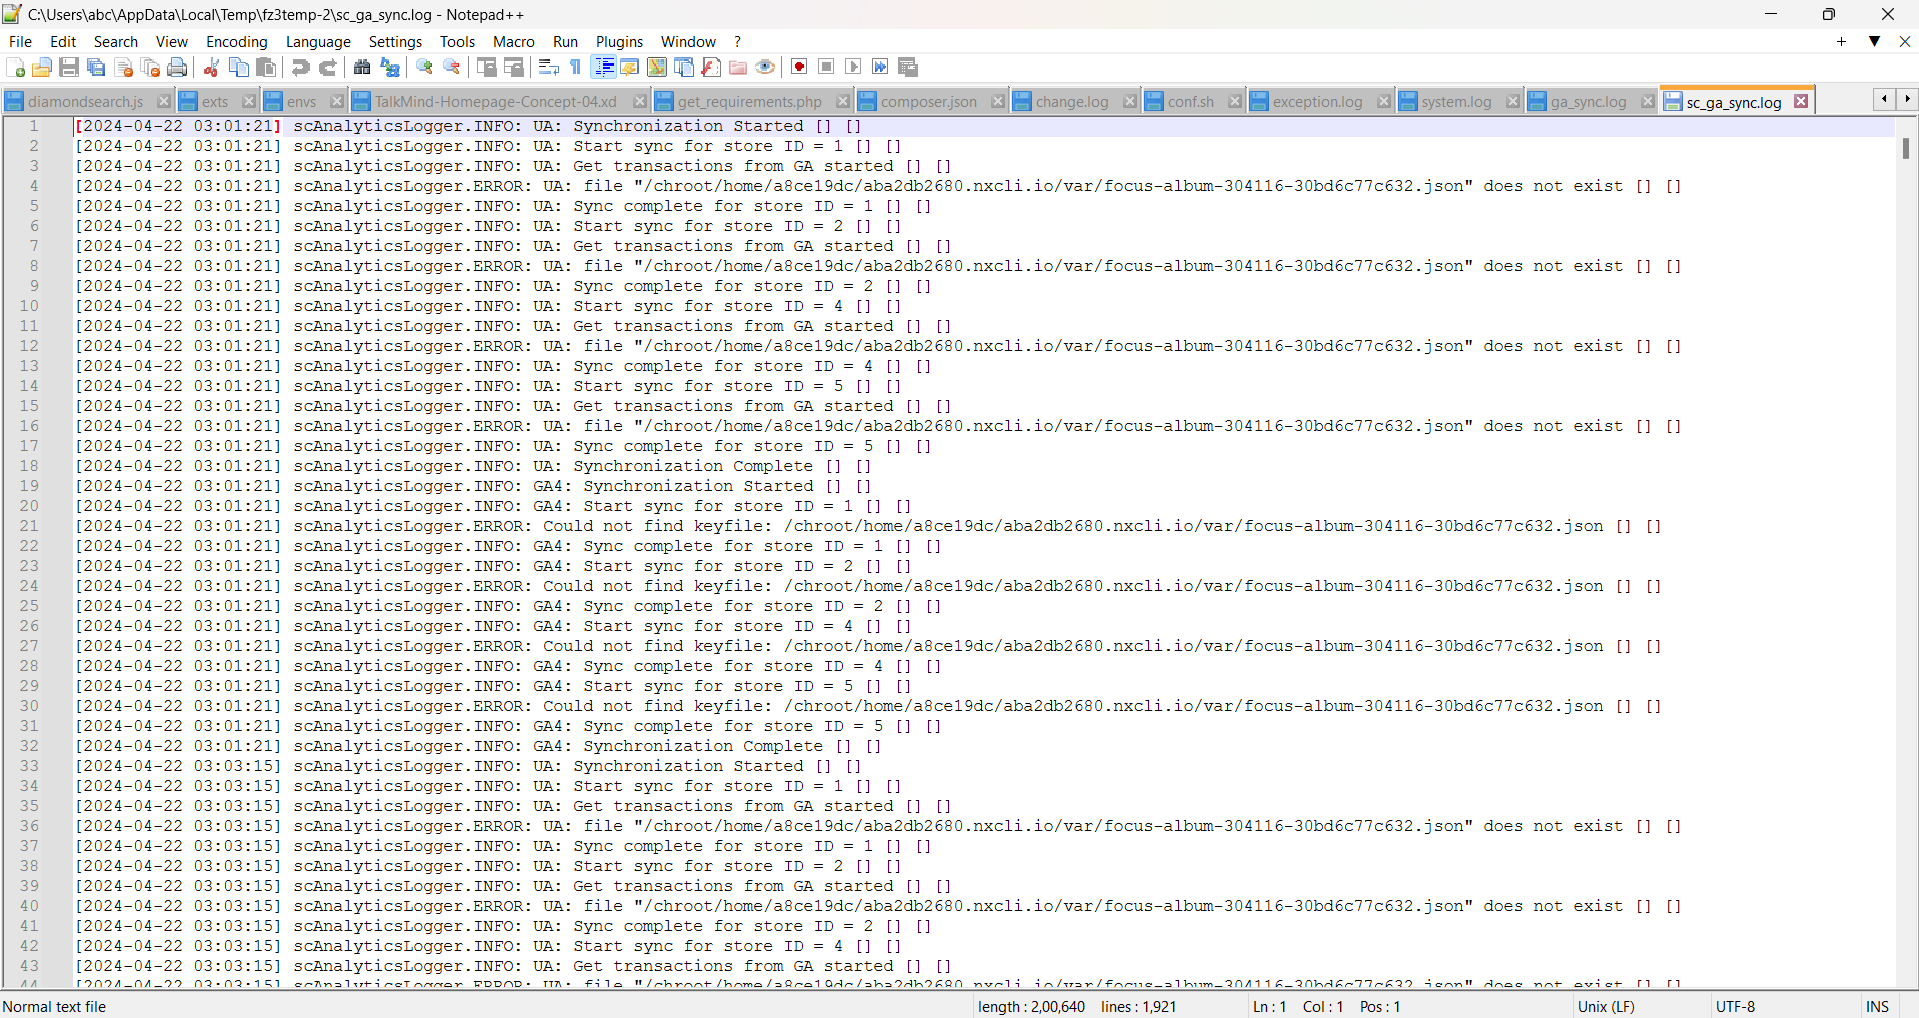 C:\Users\abc\AppData\Local\Temp\fz3temp-2\sc_ga_sync.log - Notepad++
File Edit Search View Encoding Language Settings Tools Macro Run Plugins Window ?
diamondsearch.js exts envs TalkMind-Homepage-Concept-04.xd get_requirements.php composer.json change.log conf.sh exception.log system.log ga_sync.log sc_ga_sync.log
1 [2024-04-22 03:01:21] scAnalyticsLogger.INFO: UA: Synchronization Started [] []
2 [2024-04-22 03:01:21] scAnalyticsLogger.INFO: UA: Start sync for store ID = 1 [] []
3 [2024-04-22 03:01:21] scAnalyticsLogger.INFO: UA: Get transactions from GA started [] []
4 [2024-04-22 03:01:21] scAnalyticsLogger.ERROR: UA: file "/chroot/home/a8ce19dc/aba2db2680.nxcli.io/var/focus-album-304116-30bd6c77c632.json" does not exist [] []
5 [2024-04-22 03:01:21] scAnalyticsLogger.INFO: UA: Sync complete for store ID = 1 [] []
6 [2024-04-22 03:01:21] scAnalyticsLogger.INFO: UA: Start sync for store ID = 2 [] []
7 [2024-04-22 03:01:21] scAnalyticsLogger.INFO: UA: Get transactions from GA started [] []
8 [2024-04-22 03:01:21] scAnalyticsLogger.ERROR: UA: file "/chroot/home/a8ce19dc/aba2db2680.nxcli.io/var/focus-album-304116-30bd6c77c632.json" does not exist [] []
9 [2024-04-22 03:01:21] scAnalyticsLogger.INFO: UA: Sync complete for store ID = 2 [] []
10 [2024-04-22 03:01:21] scAnalyticsLogger.INFO: UA: Start sync for store ID = 4 [] []
11 [2024-04-22 03:01:21] scAnalyticsLogger.INFO: UA: Get transactions from GA started [] []
12 [2024-04-22 03:01:21] scAnalyticsLogger.ERROR: UA: file "/chroot/home/a8ce19dc/aba2db2680.nxcli.io/var/focus-album-304116-30bd6c77c632.json" does not exist [] []
13 [2024-04-22 03:01:21] scAnalyticsLogger.INFO: UA: Sync complete for store ID = 4 [] []
14 [2024-04-22 03:01:21] scAnalyticsLogger.INFO: UA: Start sync for store ID = 5 [] []
15 [2024-04-22 03:01:21] scAnalyticsLogger.INFO: UA: Get transactions from GA started [] []
16 [2024-04-22 03:01:21] scAnalyticsLogger.ERROR: UA: file "/chroot/home/a8ce19dc/aba2db2680.nxcli.io/var/focus-album-304116-30bd6c77c632.json" does not exist [] []
17 [2024-04-22 03:01:21] scAnalyticsLogger.INFO: UA: Sync complete for store ID = 5 [] []
18 [2024-04-22 03:01:21] scAnalyticsLogger.INFO: UA: Synchronization Complete [] []
19 [2024-04-22 03:01:21] scAnalyticsLogger.INFO: GA4: Synchronization Started [] []
20 [2024-04-22 03:01:21] scAnalyticsLogger.INFO: GA4: Start sync for store ID = 1 [] []
21 [2024-04-22 03:01:21] scAnalyticsLogger.ERROR: Could not find keyfile: /chroot/home/a8ce19dc/aba2db2680.nxcli.io/var/focus-album-304116-30bd6c77c632.json [] []
22 [2024-04-22 03:01:21] scAnalyticsLogger.INFO: GA4: Sync complete for store ID = 1 [] []
23 [2024-04-22 03:01:21] scAnalyticsLogger.INFO: GA4: Start sync for store ID = 2 [] []
24 [2024-04-22 03:01:21] scAnalyticsLogger.ERROR: Could not find keyfile: /chroot/home/a8ce19dc/aba2db2680.nxcli.io/var/focus-album-304116-30bd6c77c632.json [] []
25 [2024-04-22 03:01:21] scAnalyticsLogger.INFO: GA4: Sync complete for store ID = 2 [] []
26 [2024-04-22 03:01:21] scAnalyticsLogger.INFO: GA4: Start sync for store ID = 4 [] []
27 [2024-04-22 03:01:21] scAnalyticsLogger.ERROR: Could not find keyfile: /chroot/home/a8ce19dc/aba2db2680.nxcli.io/var/focus-album-304116-30bd6c77c632.json [] []
28 [2024-04-22 03:01:21] scAnalyticsLogger.INFO: GA4: Sync complete for store ID = 4 [] []
29 [2024-04-22 03:01:21] scAnalyticsLogger.INFO: GA4: Start sync for store ID = 5 [] []
30 [2024-04-22 03:01:21] scAnalyticsLogger.ERROR: Could not find keyfile: /chroot/home/a8ce19dc/aba2db2680.nxcli.io/var/focus-album-304116-30bd6c77c632.json [] []
31 [2024-04-22 03:01:21] scAnalyticsLogger.INFO: GA4: Sync complete for store ID = 5 [] []
32 [2024-04-22 03:01:21] scAnalyticsLogger.INFO: GA4: Synchronization Complete [] []
33 [2024-04-22 03:03:15] scAnalyticsLogger.INFO: UA: Synchronization Started [] []
34 [2024-04-22 03:03:15] scAnalyticsLogger.INFO: UA: Start sync for store ID = 1 [] []
35 [2024-04-22 03:03:15] scAnalyticsLogger.INFO: UA: Get transactions from GA started [] []
36 [2024-04-22 03:03:15] scAnalyticsLogger.ERROR: UA: file "/chroot/home/a8ce19dc/aba2db2680.nxcli.io/var/focus-album-304116-30bd6c77c632.json" does not exist [] []
37 [2024-04-22 03:03:15] scAnalyticsLogger.INFO: UA: Sync complete for store ID = 1 [] []
38 [2024-04-22 03:03:15] scAnalyticsLogger.INFO: UA: Start sync for store ID = 2 [] []
39 [2024-04-22 03:03:15] scAnalyticsLogger.INFO: UA: Get transactions from GA started [] []
40 [2024-04-22 03:03:15] scAnalyticsLogger.ERROR: UA: file "/chroot/home/a8ce19dc/aba2db2680.nxcli.io/var/focus-album-304116-30bd6c77c632.json" does not exist [] []
41 [2024-04-22 03:03:15] scAnalyticsLogger.INFO: UA: Sync complete for store ID = 2 [] []
42 [2024-04-22 03:03:15] scAnalyticsLogger.INFO: UA: Start sync for store ID = 4 [] []
43 [2024-04-22 03:03:15] scAnalyticsLogger.INFO: UA: Get transactions from GA started [] []
44 [2024-04-22 03:03:15] scAnalyticsLogger.ERROR: UA: file "/chroot/home/a8ce19dc/aba2db2680.nxcli.io/var/focus-album-304116-30bd6c77c632.json" does not exist [] []
Normal text file length : 2,00,640 lines : 1,921 Ln : 1 Col : 1 Pos : 1 Unix (LF) UTF-8 INS